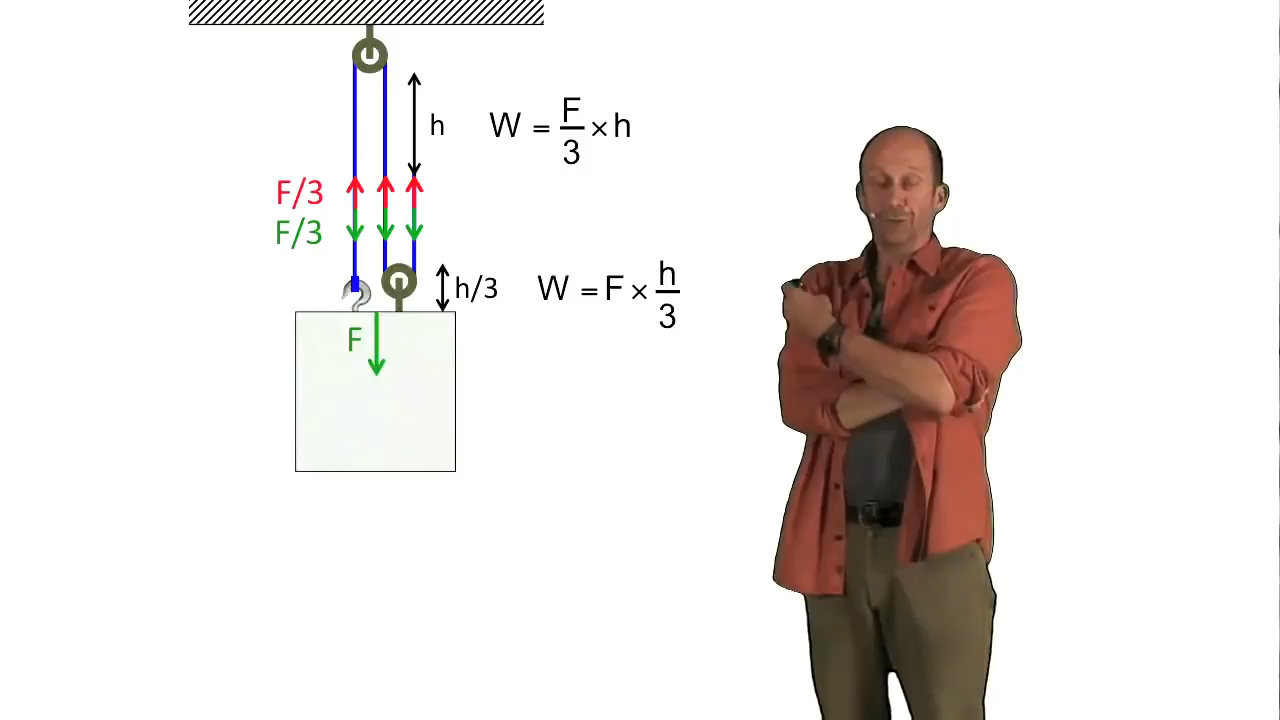 h
W = F/3 × h
F/3
F/3
h/3
W = F × h/3
F